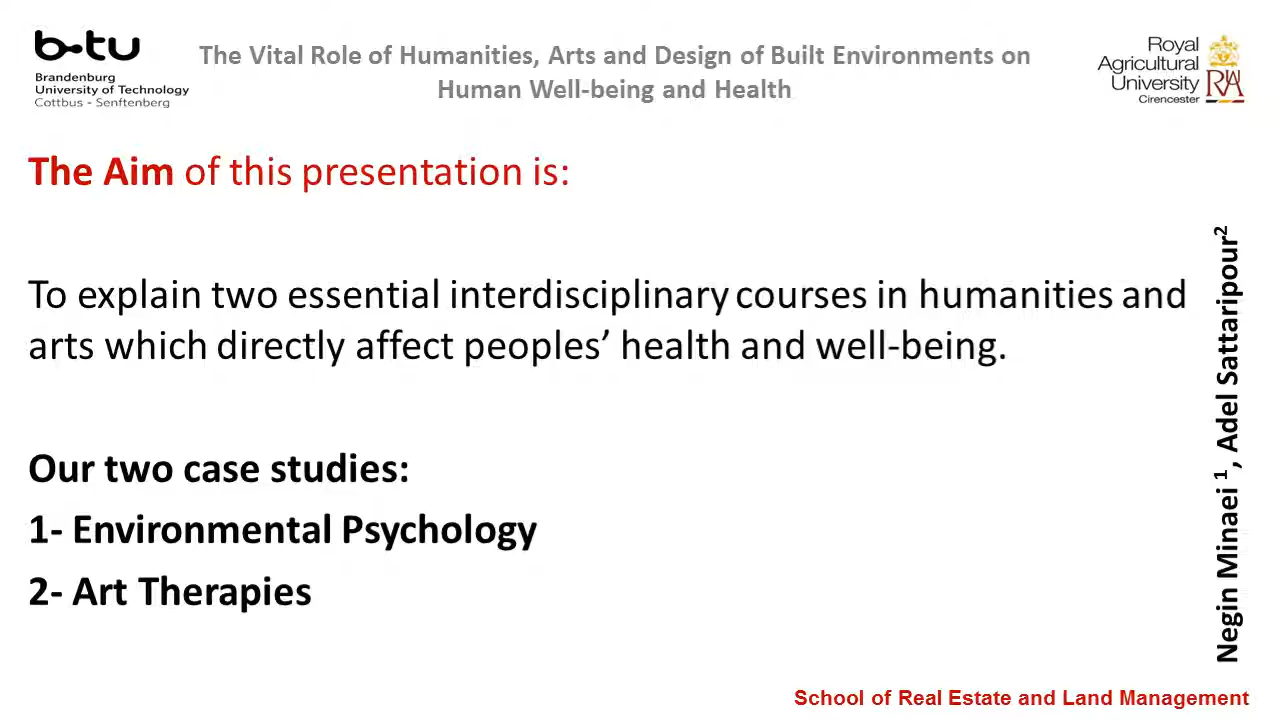 b-tu
Brandenburg
University of Technology
Cottbus - Senftenberg
The Vital Role of Humanities, Arts and Design of Built Environments on
Human Well-being and Health
Royal
Agricultural
University
Cirencester
RAU
The Aim of this presentation is:
To explain two essential interdisciplinary courses in humanities and
arts which directly affect peoples’ health and well-being.
Our two case studies:
1- Environmental Psychology
2- Art Therapies
Negin Minaei ¹, Adel Sattaripour²
School of Real Estate and Land Management